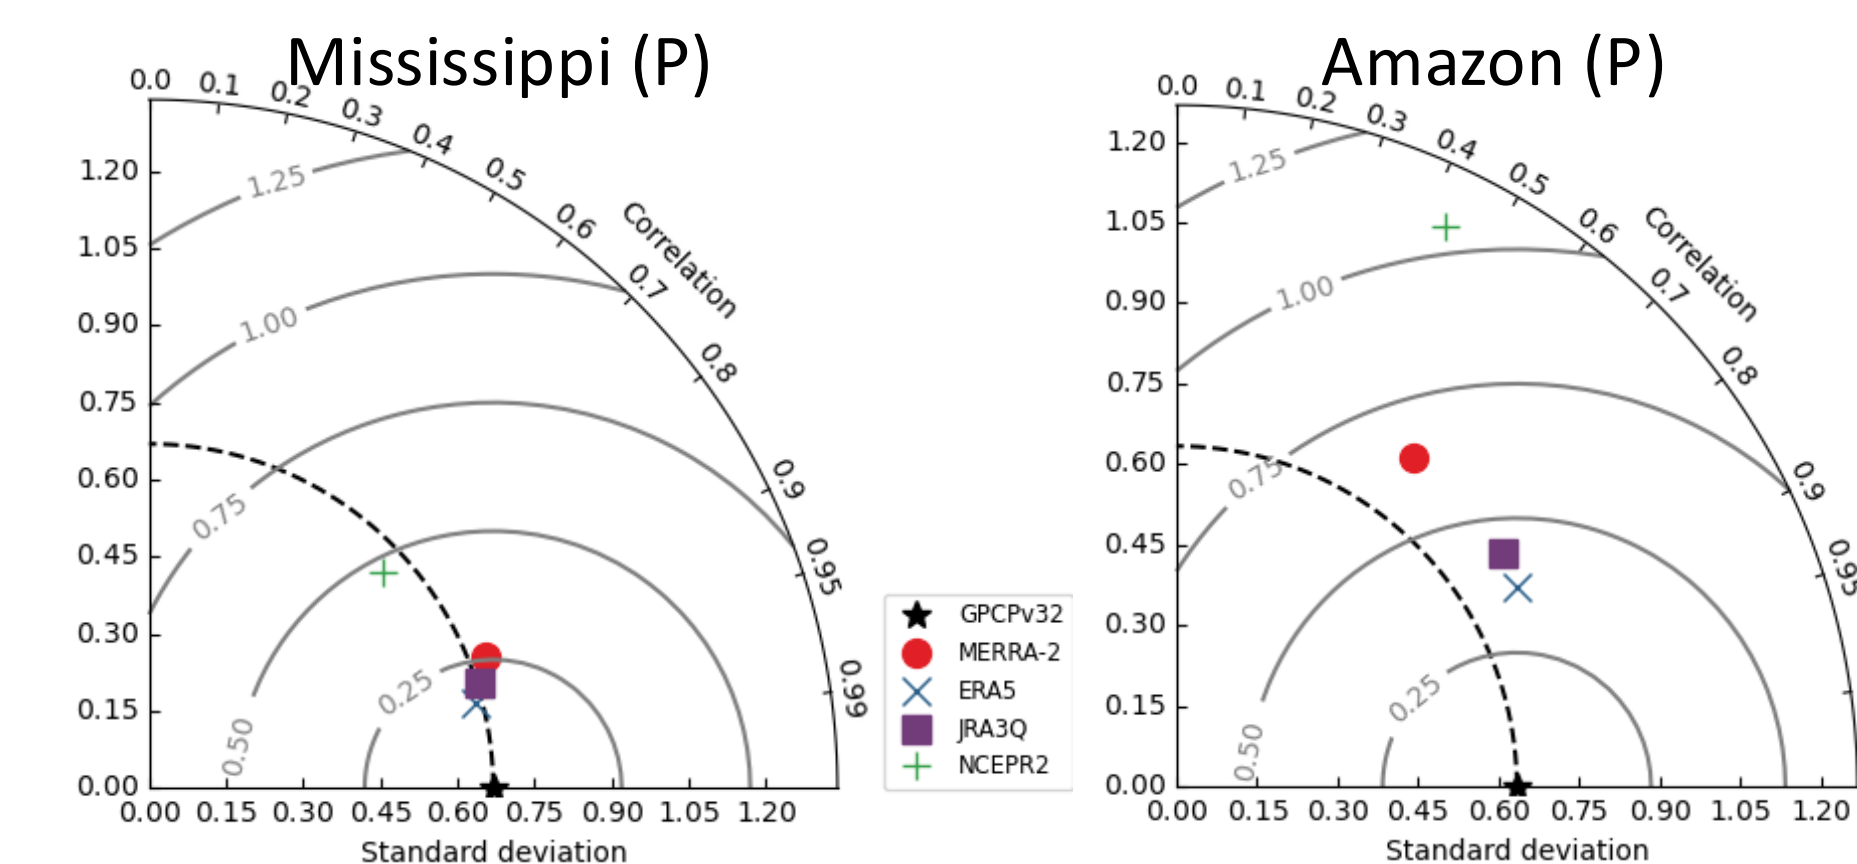 Mississippi (P)
0.0 0.1 0.2 0.3 0.4 0.5 0.6 0.7 0.8 0.9 0.95 0.99
Correlation
1.20
1.05
0.90
0.75
0.60
0.45
0.30
0.15
0.00
1.25
1.00
0.75
0.50
0.25
0.00 0.15 0.30 0.45 0.60 0.75 0.90 1.05 1.20
Standard deviation
GPCPv32
MERRA-2
ERA5
JRA3Q
NCEPR2
Amazon (P)
0.0 0.1 0.2 0.3 0.4 0.5 0.6 0.7 0.8 0.9 0.95
Correlation
1.20
1.05
0.90
0.75
0.60
0.45
0.30
0.15
0.00
1.25
1.00
0.75
0.50
0.25
0.00 0.15 0.30 0.45 0.60 0.75 0.90 1.05 1.20
Standard deviation